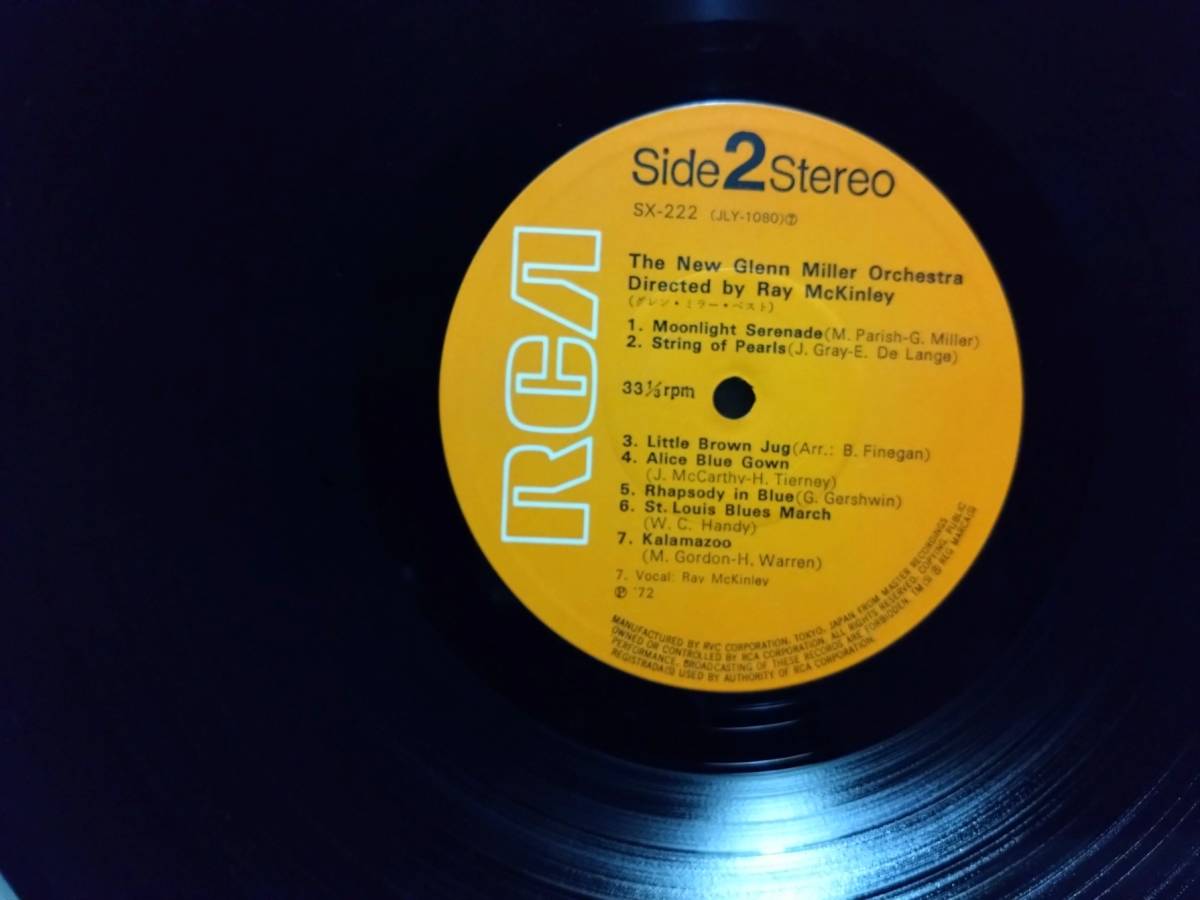 Side 2 Stereo
SX-222 (JLY-1080)Ⓣ
RCA
The New Glenn Miller Orchestra
Directed by Ray McKinley
(グレン・ミラー・ベスト)
1. Moonlight Serenade(M. Parish-G. Miller)
2. String of Pearls(J. Gray-E. De Lange)
33⅓rpm
3. Little Brown Jug(Arr.: B. Finegan)
4. Alice Blue Gown
(J. McCarthy-H. Tierney)
5. Rhapsody in Blue(G. Gershwin)
6. St. Louis Blues March
(W. C. Handy)
7. Kalamazoo
(M. Gordon-H. Warren)
7. Vocal: Ray McKinley
Ⓟ '72
MANUFACTURED BY RVC CORPORATION, TOKYO, JAPAN FROM MASTER RECORDINGS
OWNED OR CONTROLLED BY RCA CORPORATION. ALL RIGHTS RESERVED. COPYING, PUBLIC
PERFORMANCE, BROADCASTING OF THESE RECORDS ARE FORBIDDEN. TM(S) ® REG MARCA(S)
REGISTRADA(S) USED BY AUTHORITY OF RCA CORPORATION.